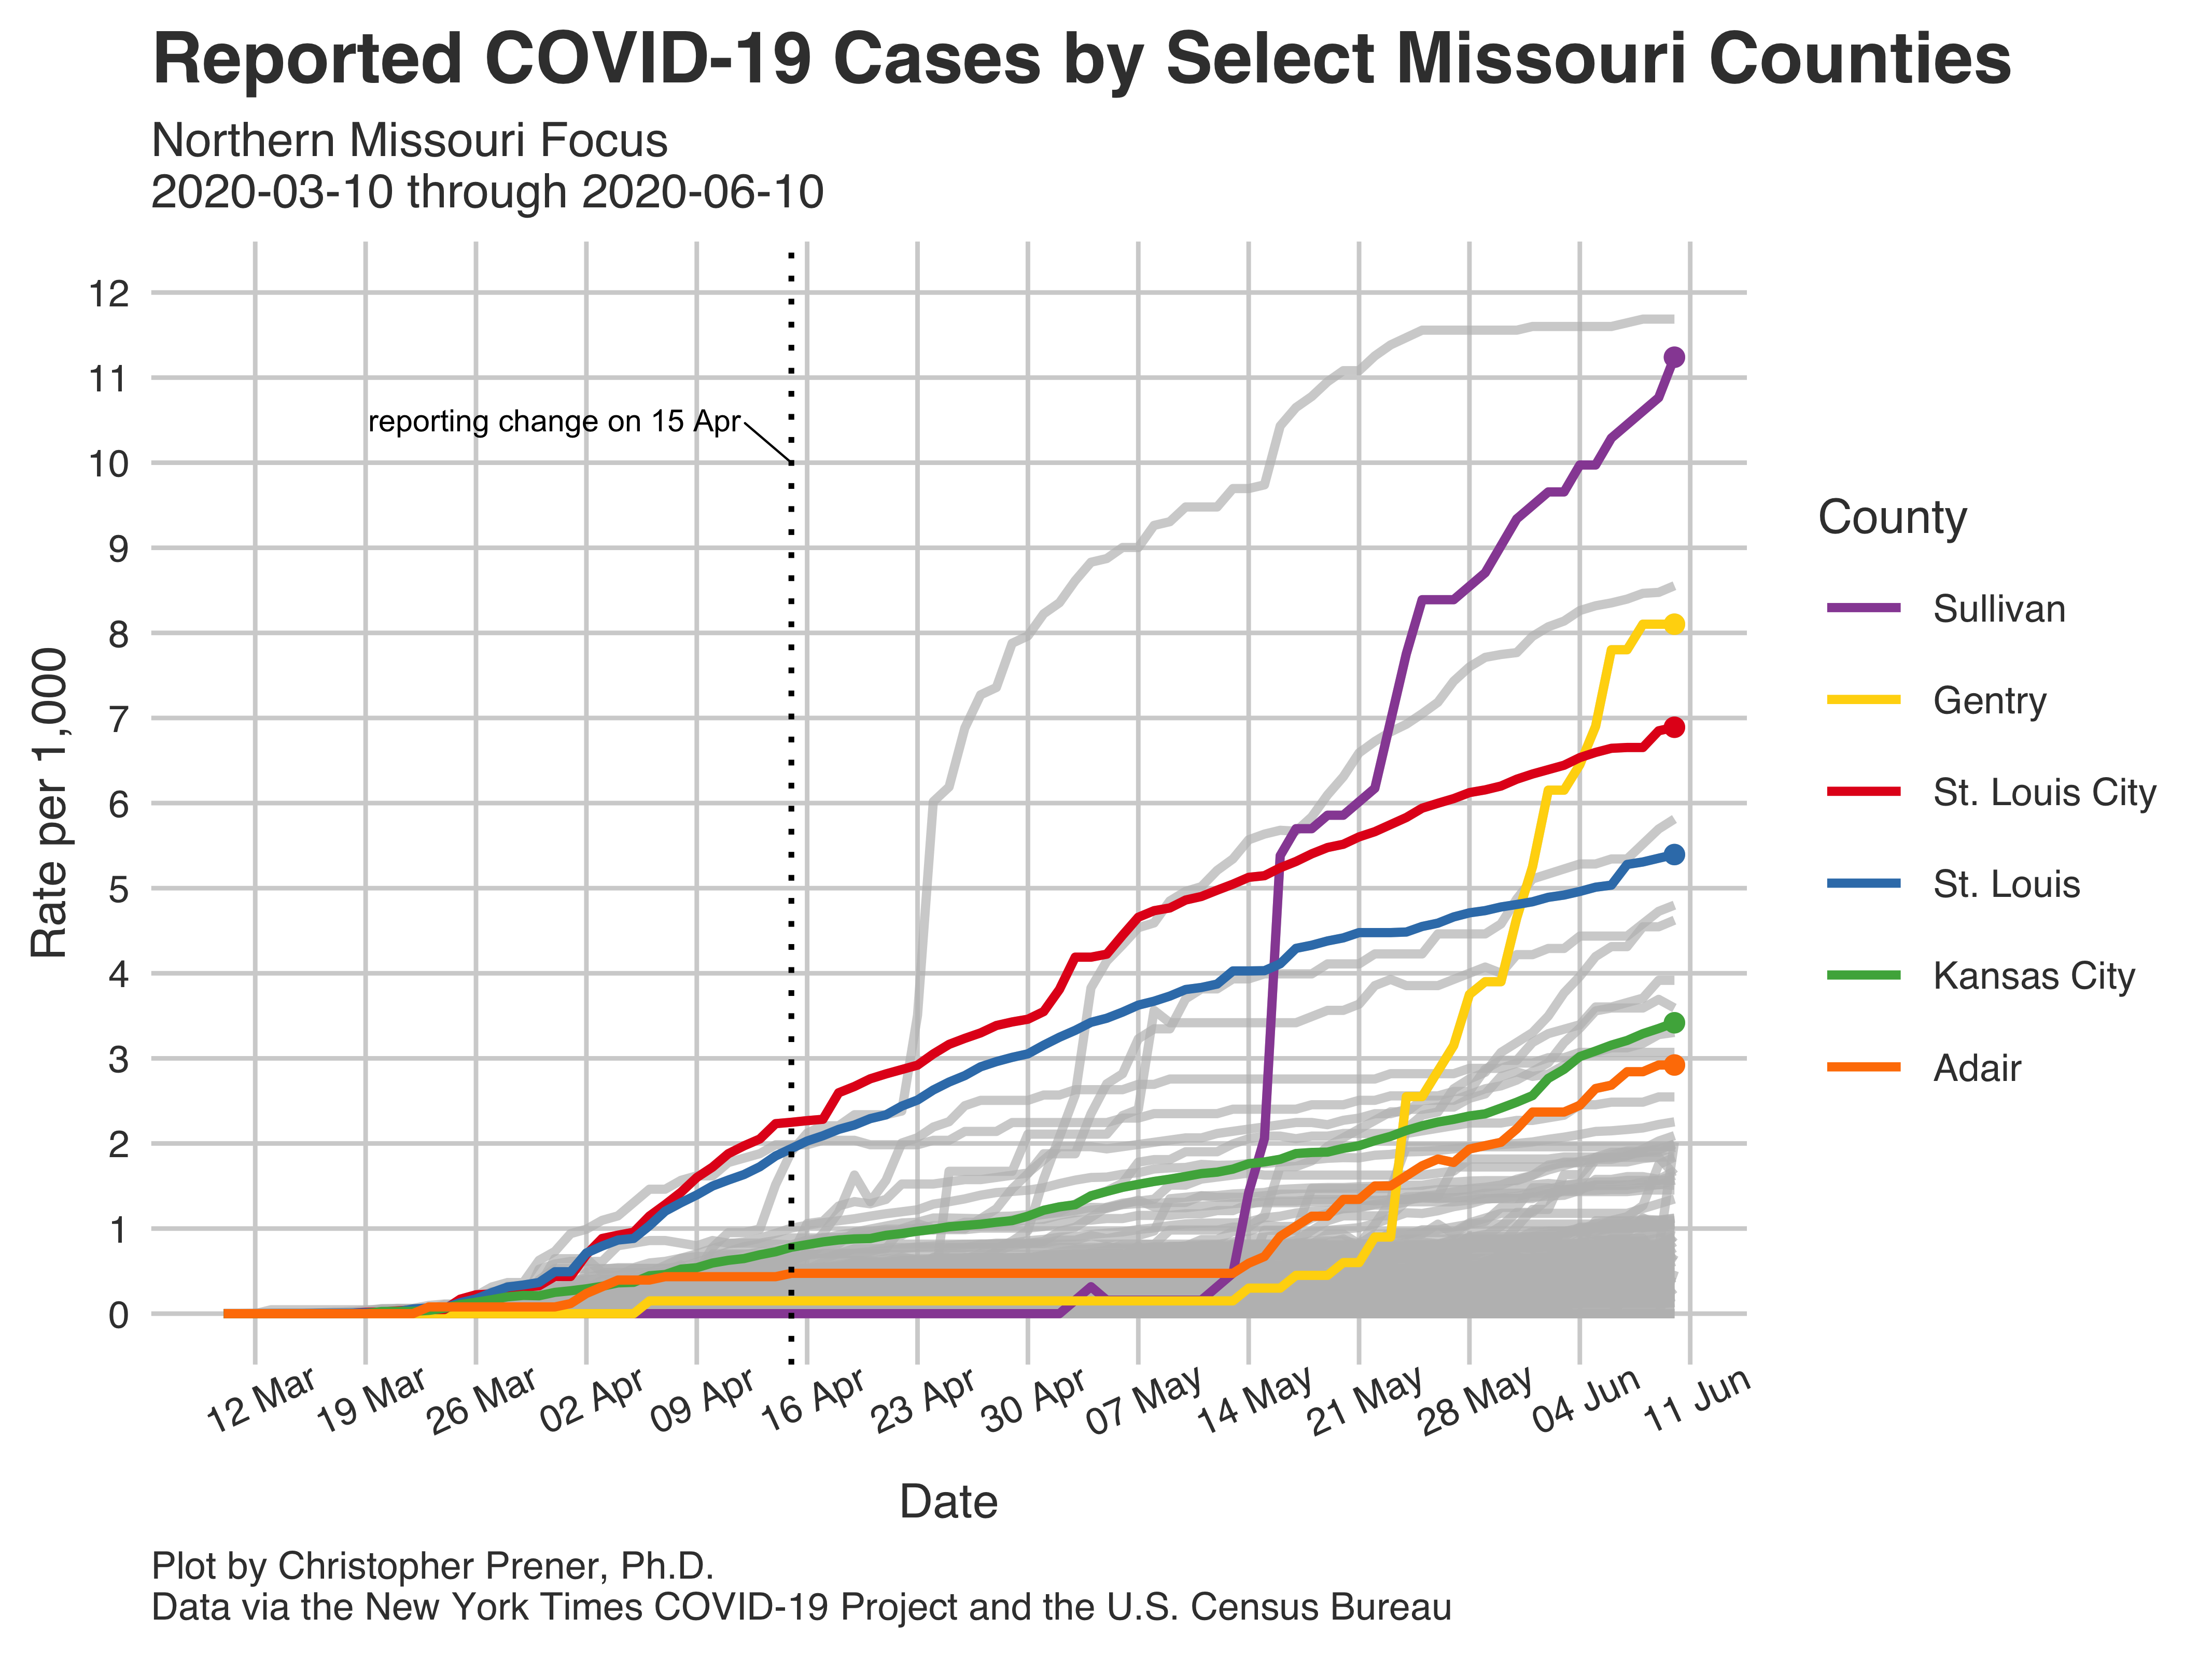 Reported COVID-19 Cases by Select Missouri Counties
Northern Missouri Focus
2020-03-10 through 2020-06-10
12
11
reporting change on 15 Apr
10
9
8
7
6
5
4
3
2
1
0
Rate per 1,000
12 Mar
19 Mar
26 Mar
02 Apr
09 Apr
16 Apr
23 Apr
30 Apr
07 May
14 May
21 May
28 May
04 Jun
11 Jun
Date
County
Sullivan
Gentry
St. Louis City
St. Louis
Kansas City
Adair
Plot by Christopher Prener, Ph.D.
Data via the New York Times COVID-19 Project and the U.S. Census Bureau